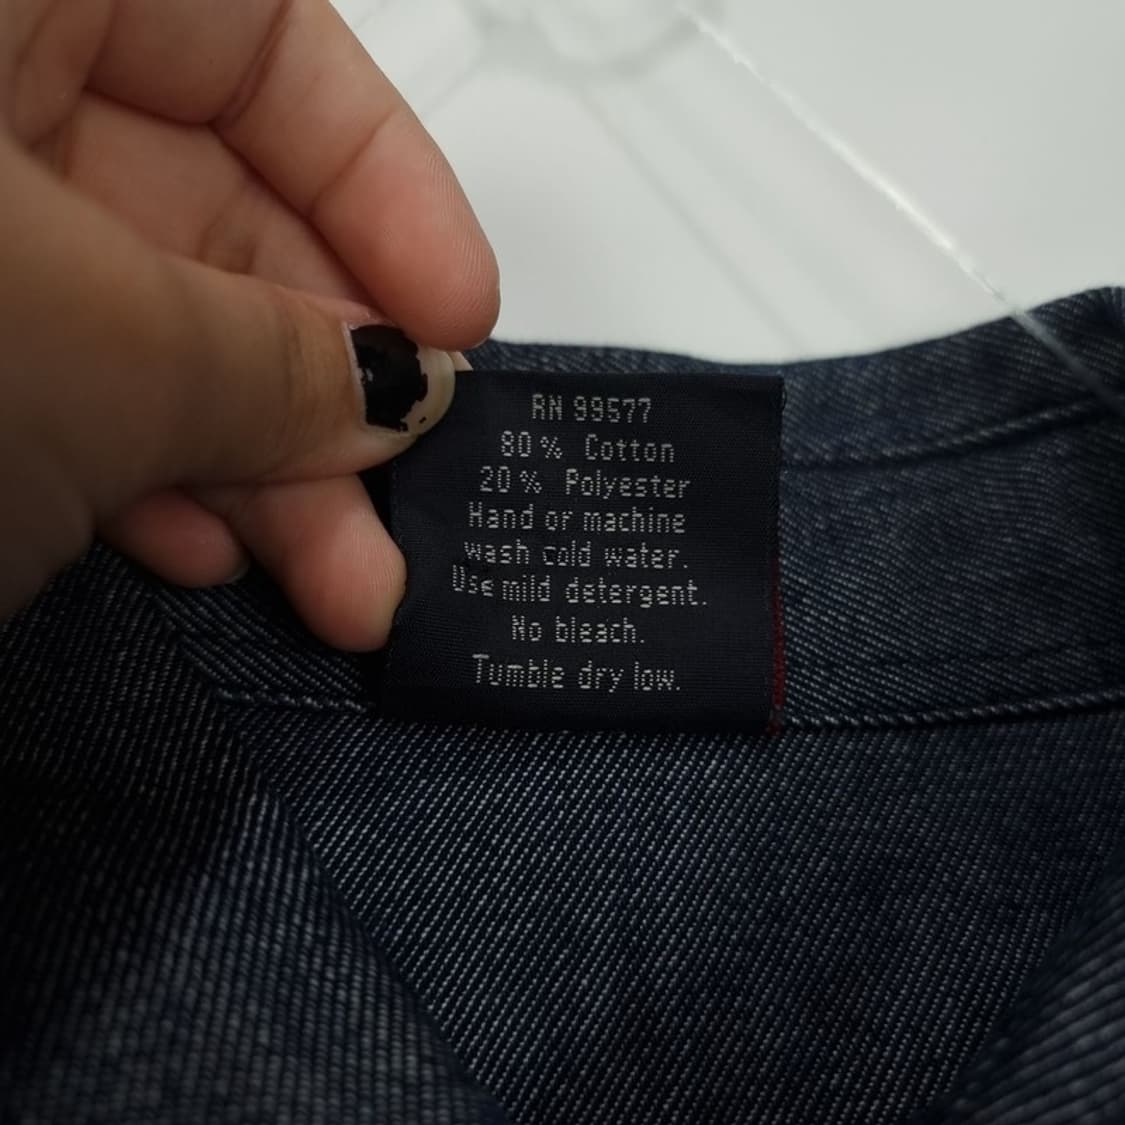 RN 99577
80% Cotton
20% Polyester
Hand or machine
wash cold water.
Use mild detergent.
No bleach.
Tumble dry low.